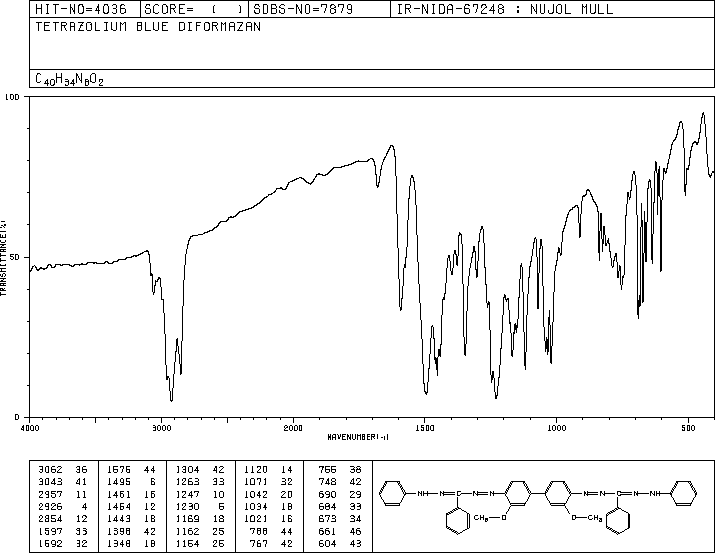 HIT-NO=4036 SCORE= ( ) SDBS-NO=7879 IR-NIDA-67248 : NUJOL MULL
TETRAZOLIUM BLUE DIFORMAZAN
C40H34N8O2
100
50
0
TRANSMITTANCE(%)
4000 3000 2000 1500 1000 500
WAVENUMBER(-1)
3062 36 1576 44 1304 42 1120 14 766 38
3043 41 1495 6 1263 33 1071 32 748 42
2957 11 1461 16 1247 10 1042 20 690 29
2926 4 1454 12 1230 5 1034 18 684 33
2854 12 1443 18 1169 18 1021 16 673 34
1597 33 1398 42 1162 25 788 44 661 46
1592 32 1348 18 1154 26 767 42 604 43
NH—N=C—N=N N=N—C=N—NH
CH3—O O—CH3